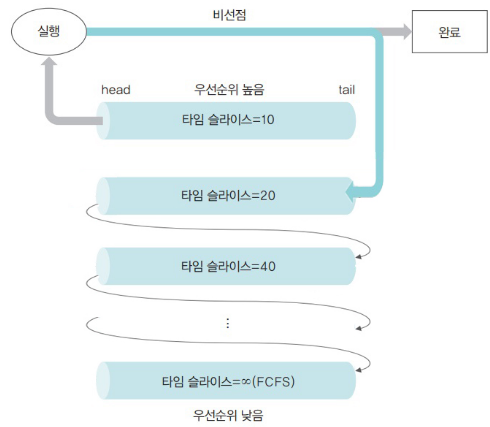 비선점
실행
완료
head
우선순위 높음
tail
타임 슬라이스=10
타임 슬라이스=20
타임 슬라이스=40
⋮
타임 슬라이스=∞(FCFS)
우선순위 낮음